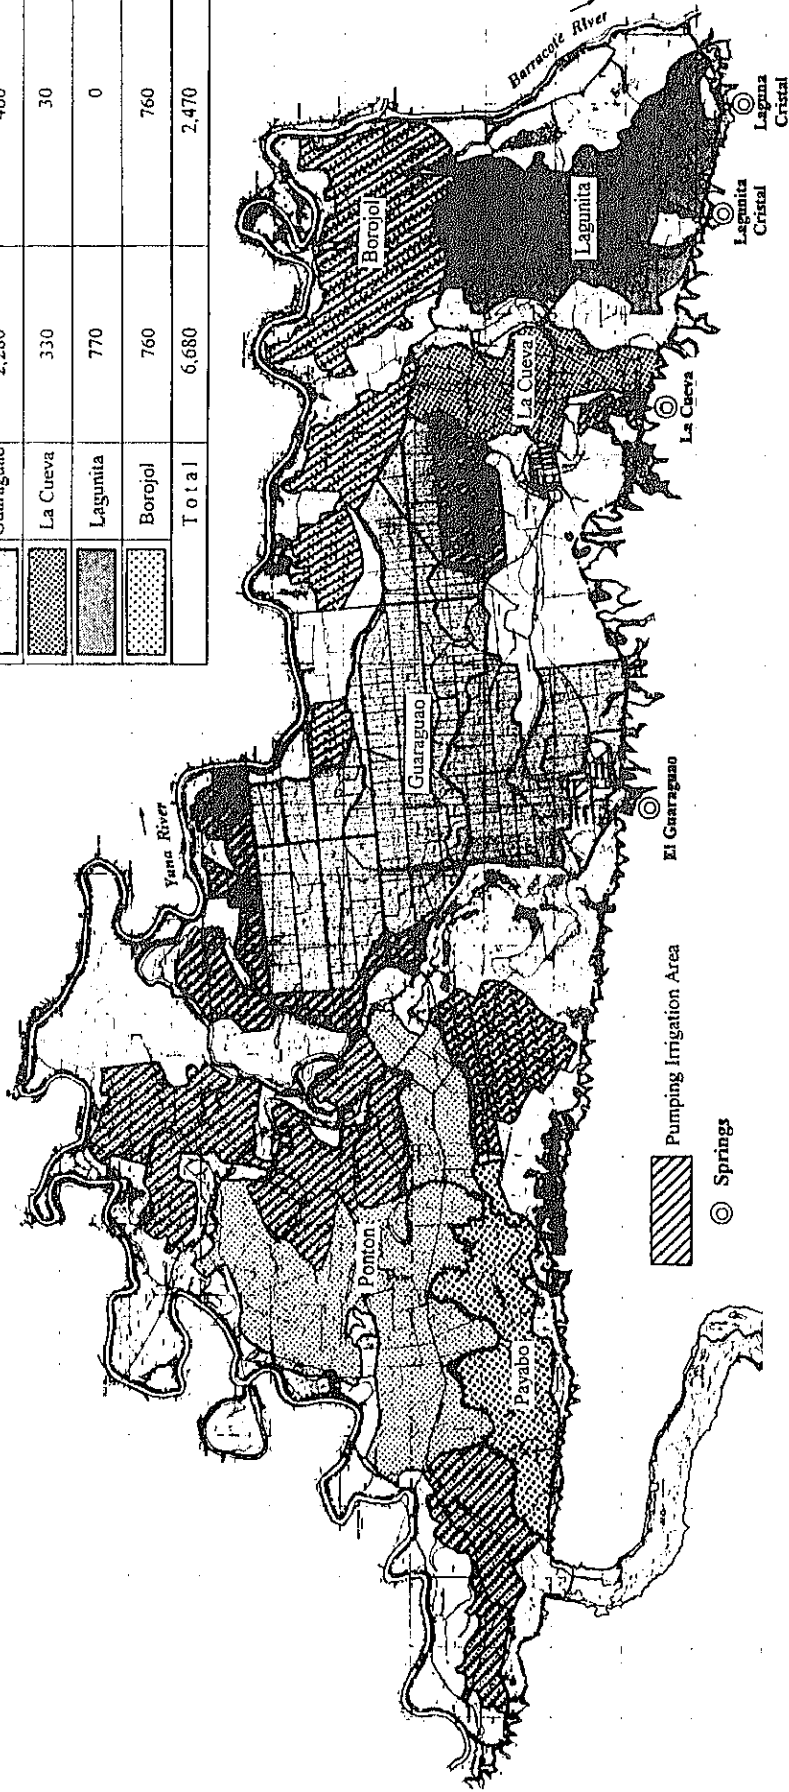 Guaraguao 2,280
La Cueva 330 30
Lagunita 770 0
Borojol 760 760
Total 6,680 2,470
Barracote River
Yuna River
Borojol
Lagunita
La Cueva
Guaraguao
Ponton
Payabo
Laguna
Cristal
Lagunita
Cristal
La Cueva
El Guaraguao
Pumping Irrigation Area
Springs